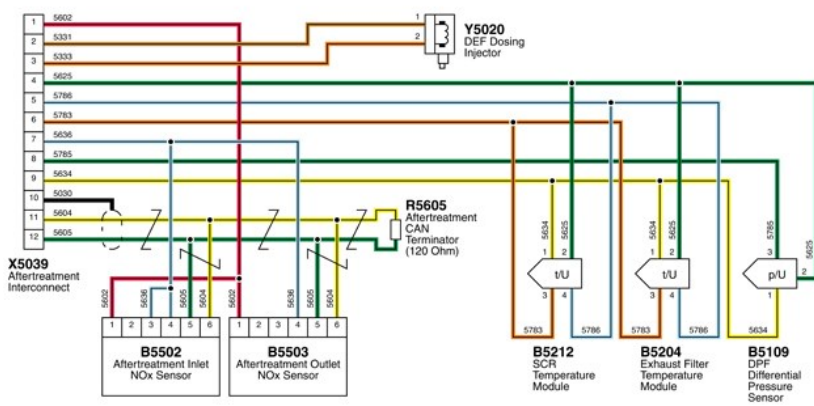 1 5602
2 5331
3 5333
4 5625
5 5786
6 5783
7 5636
8 5785
9 5634
10 5030
11 5604
12 5605
X5039
Aftertreatment
Interconnect
1
2
Y5020
DEF Dosing
Injector
R5605
Aftertreatment
CAN
Terminator
(120 Ohm)
5602 5636 5605 5604 5602 5636 5605 5604
1 2 3 4 5 6
1 2 3 4 5 6
B5502
Aftertreatment Inlet
NOx Sensor
B5503
Aftertreatment Outlet
NOx Sensor
5634 5625
1 2
t/U
3 4
5783 5786
B5212
SCR
Temperature
Module
5634 5625
1 2
t/U
3 4
5783 5786
B5204
Exhaust Filter
Temperature
Module
5785 5625
3
p/U 2
1
5634
B5109
DPF
Differential
Pressure
Sensor